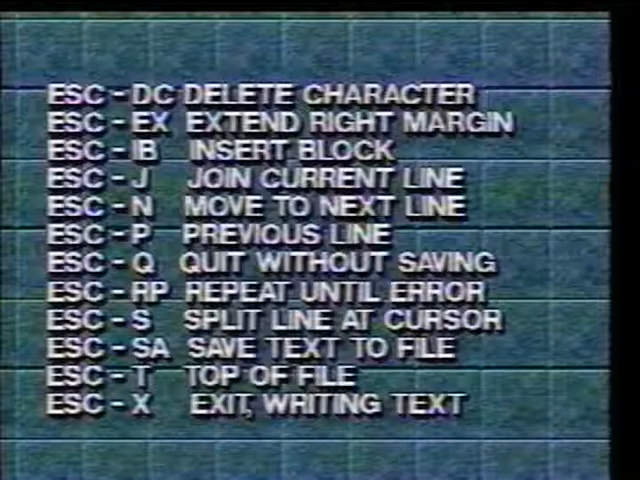 ESC - DC DELETE CHARACTER
ESC - EX EXTEND RIGHT MARGIN
ESC - IB INSERT BLOCK
ESC - J JOIN CURRENT LINE
ESC - N MOVE TO NEXT LINE
ESC - P PREVIOUS LINE
ESC - Q QUIT WITHOUT SAVING
ESC - RP REPEAT UNTIL ERROR
ESC - S SPLIT LINE AT CURSOR
ESC - SA SAVE TEXT TO FILE
ESC - T TOP OF FILE
ESC - X EXIT, WRITING TEXT